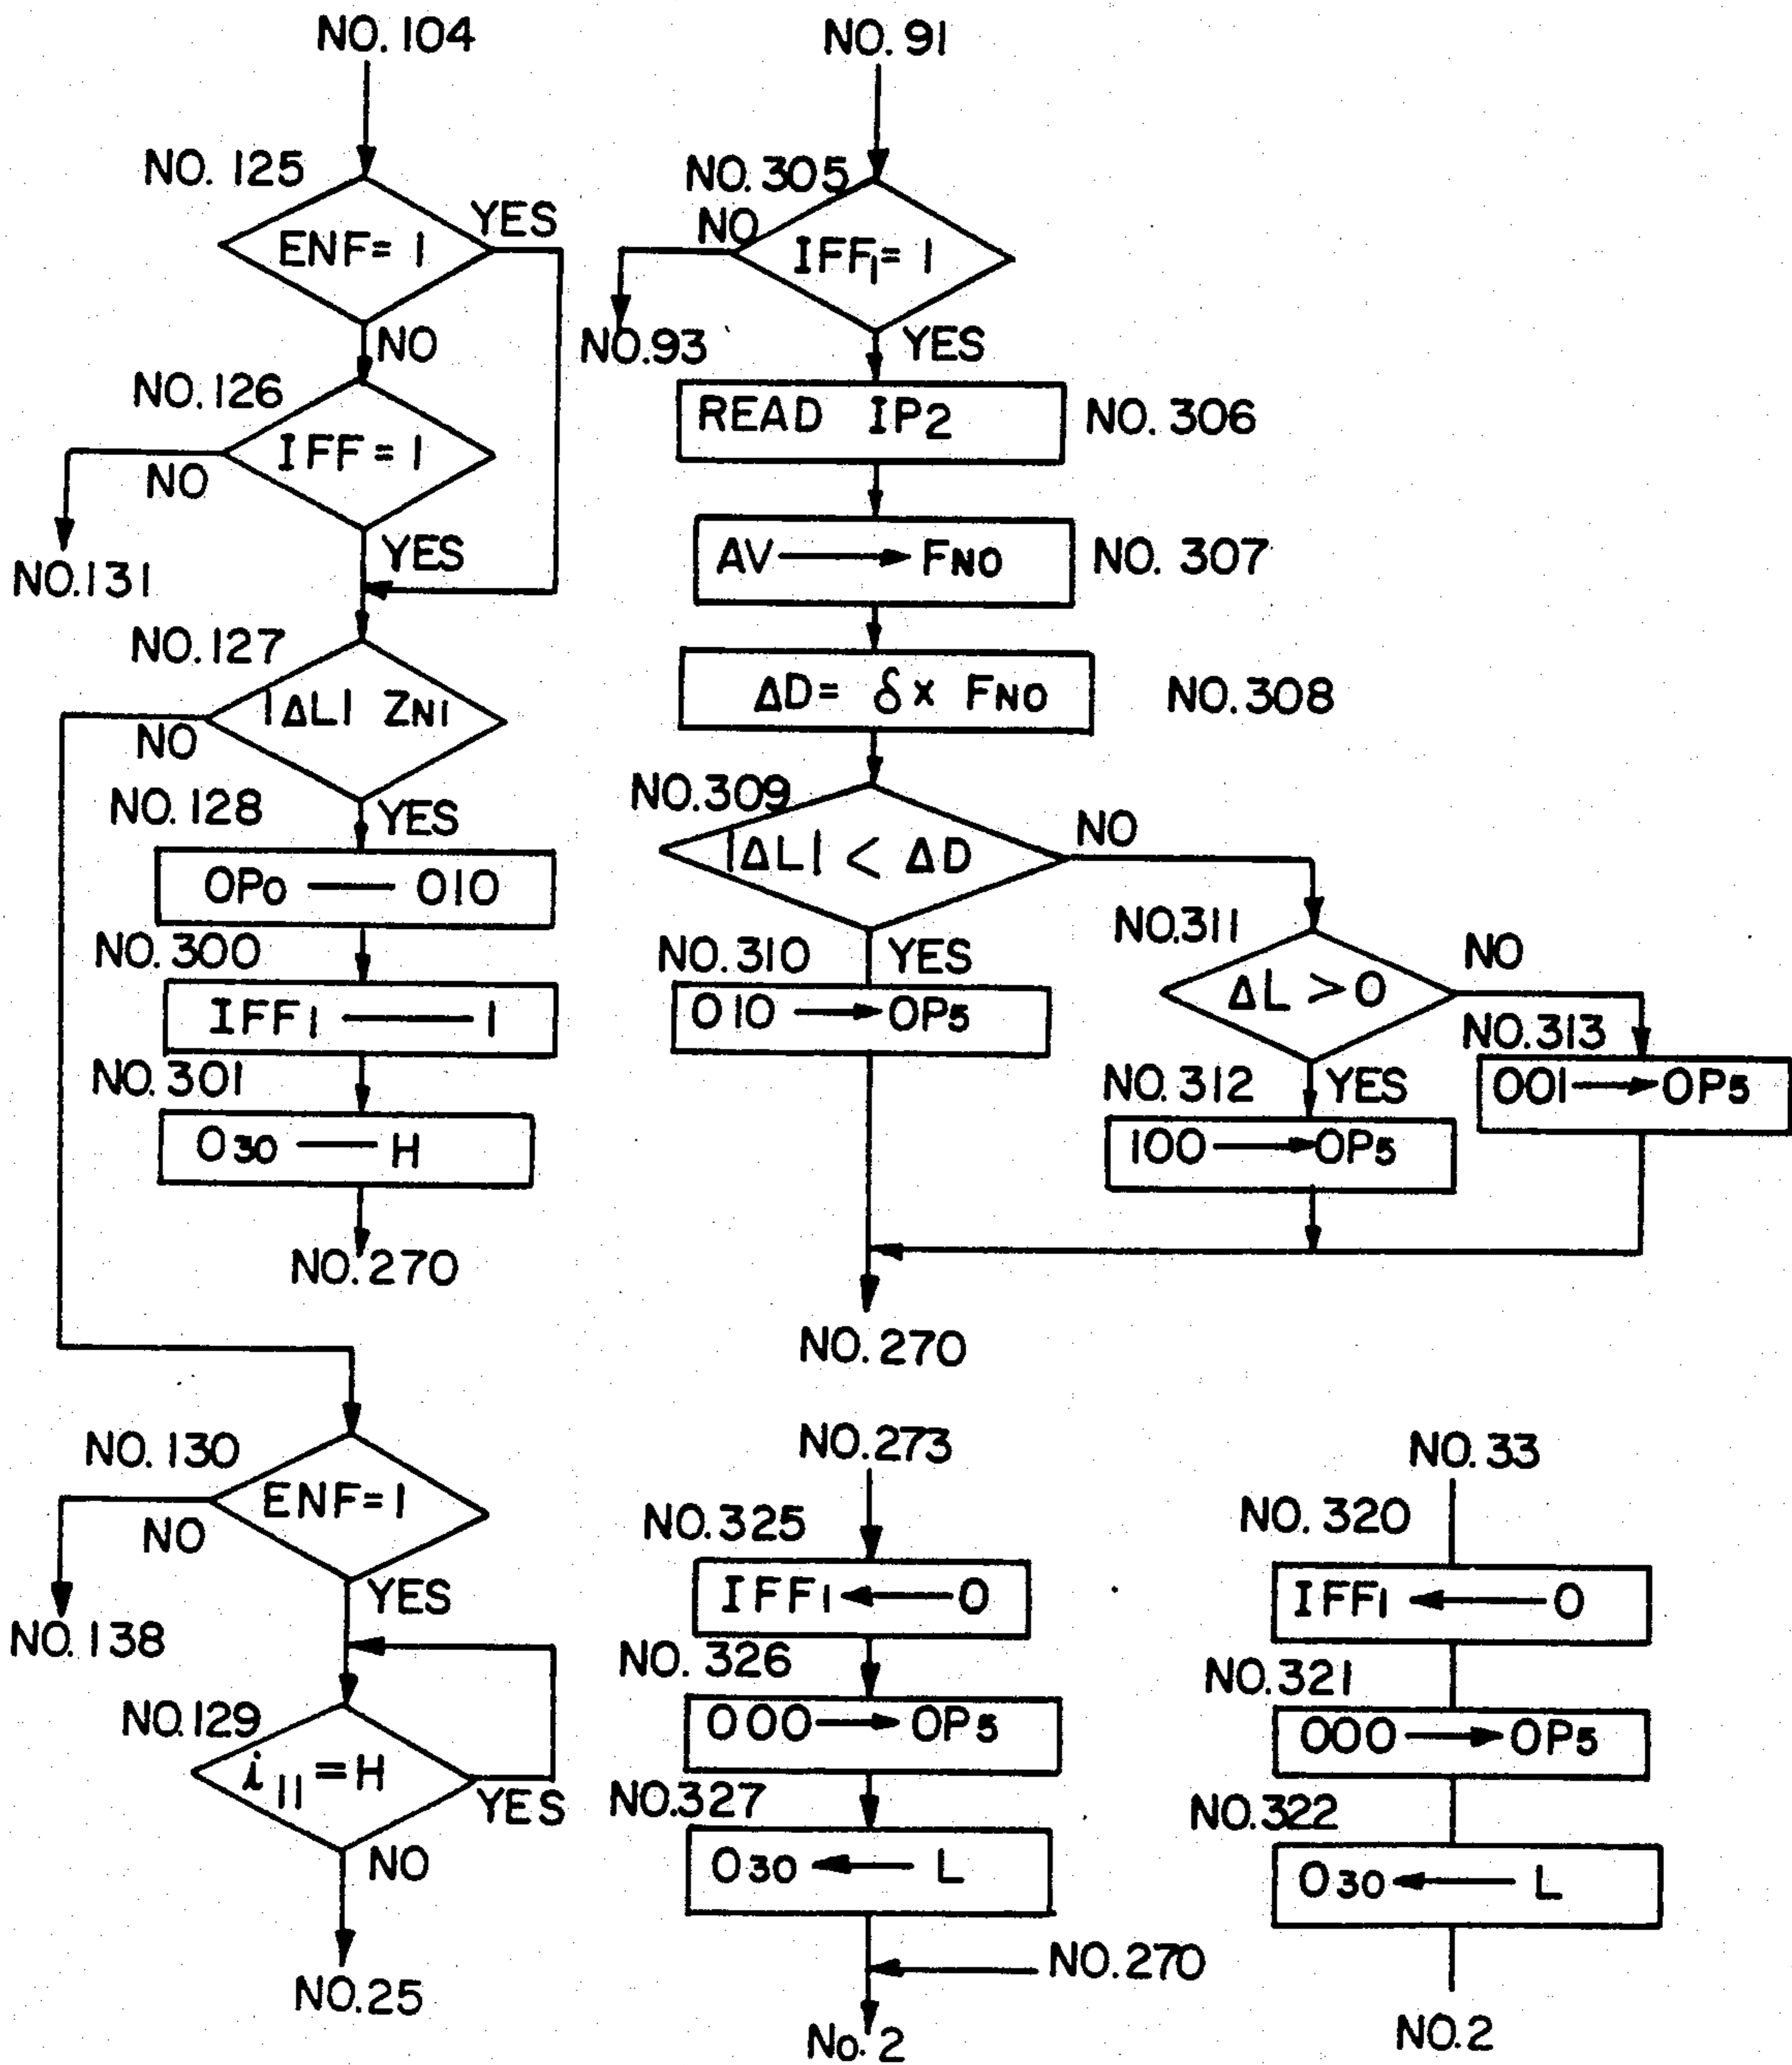 NO. 104
NO. 125
ENF= 1
YES
NO
NO. 126
IFF = 1
NO
YES
NO.131
NO.127
|ΔL| ZN1
NO
YES
NO. 128
OPo — 010
NO.300
IFF1 — 1
NO.301
O30 — H
NO.270
NO. 130
ENF=1
NO
YES
NO.138
NO.129
i11 = H
YES
NO
NO.25
NO. 91
NO.305
NO
IFF1= 1
NO.93
YES
READ IP2
NO. 306
AV → FNO
NO. 307
ΔD= δ x FNO
NO.308
NO.309
|ΔL| < ΔD
NO
YES
NO.310
010 → OP5
NO.311
ΔL > 0
NO
YES
NO.312
100 → OP5
NO.313
001 → OP5
NO. 270
NO.273
NO.325
IFF1 ← 0
NO. 326
000 → OP5
NO.327
O30 ← L
NO.270
No. 2
NO.33
NO. 320
IFF1 ← 0
NO.321
000 → OP5
NO.322
O30 ← L
NO.2